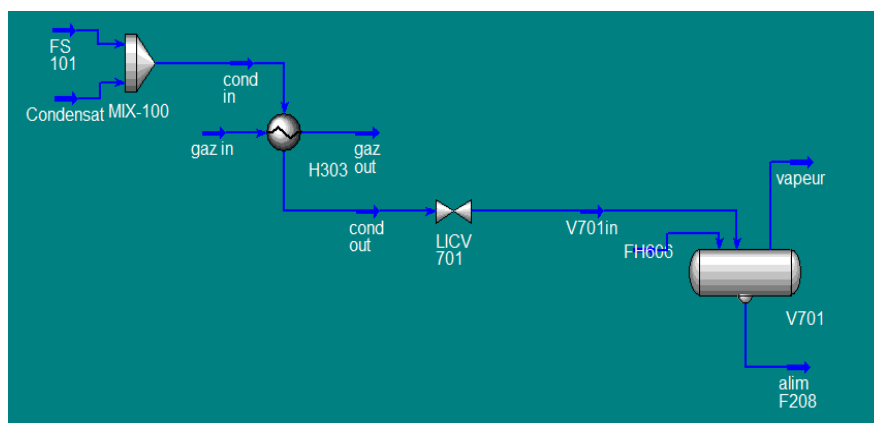 FS
101
Condensat
MIX-100
cond
in
gaz in
H303
gaz
out
cond
out
LICV
701
V701in
FH606
vapeur
V701
alim
F208